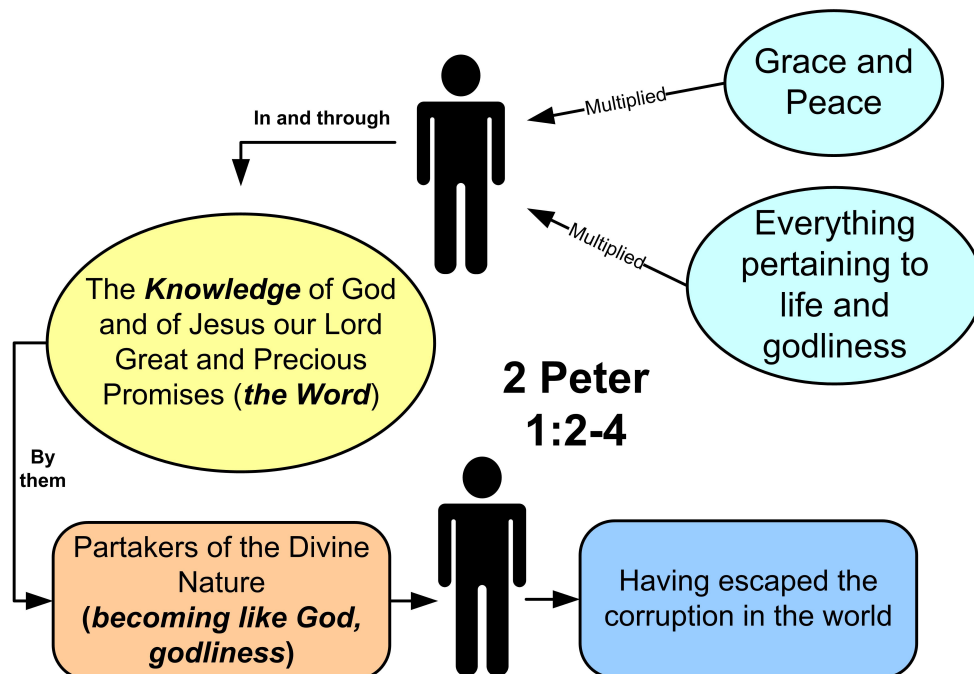 Grace and
Peace
Multiplied
In and through
Everything
pertaining to
life and
godliness
Multiplied
The Knowledge of God
and of Jesus our Lord
Great and Precious
Promises (the Word)
2 Peter
1:2-4
By
them
Partakers of the Divine
Nature
(becoming like God,
godliness)
Having escaped the
corruption in the world